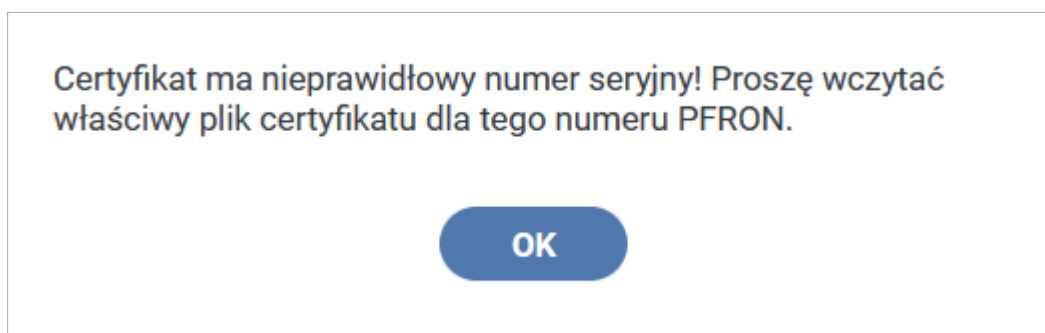 Certyfikat ma nieprawidłowy numer seryjny! Proszę wczytać
właściwy plik certyfikatu dla tego numeru PFRON.
OK